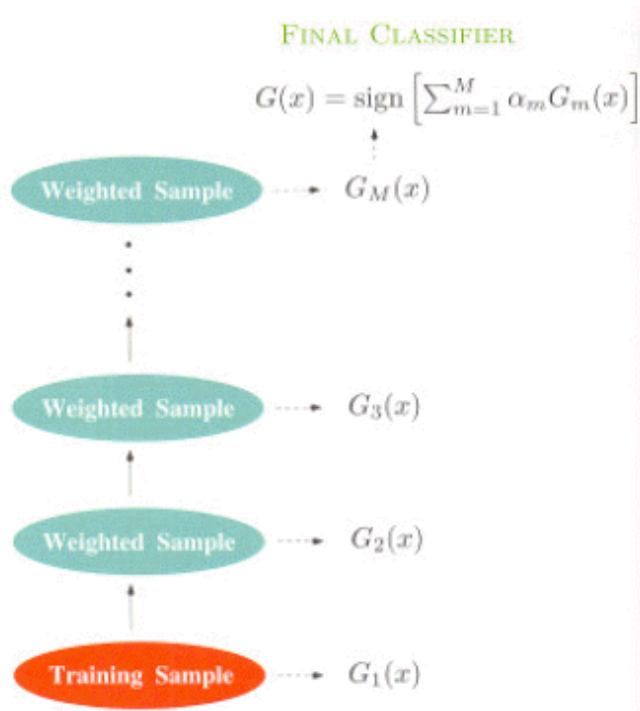 FINAL CLASSIFIER
G(x) = sign [∑_{m=1}^{M} α_m G_m(x)]
Weighted Sample G_M(x)
Weighted Sample G_3(x)
Weighted Sample G_2(x)
Training Sample G_1(x)